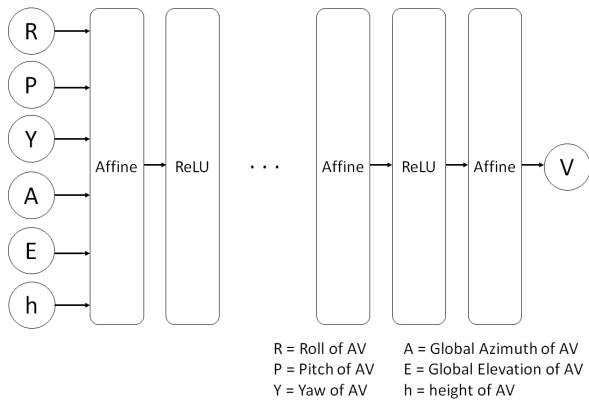 R
P
Y
A
E
h
Affine
ReLU
. . .
Affine
ReLU
Affine
V
R = Roll of AV
A = Global Azimuth of AV
P = Pitch of AV
E = Global Elevation of AV
Y = Yaw of AV
h = height of AV